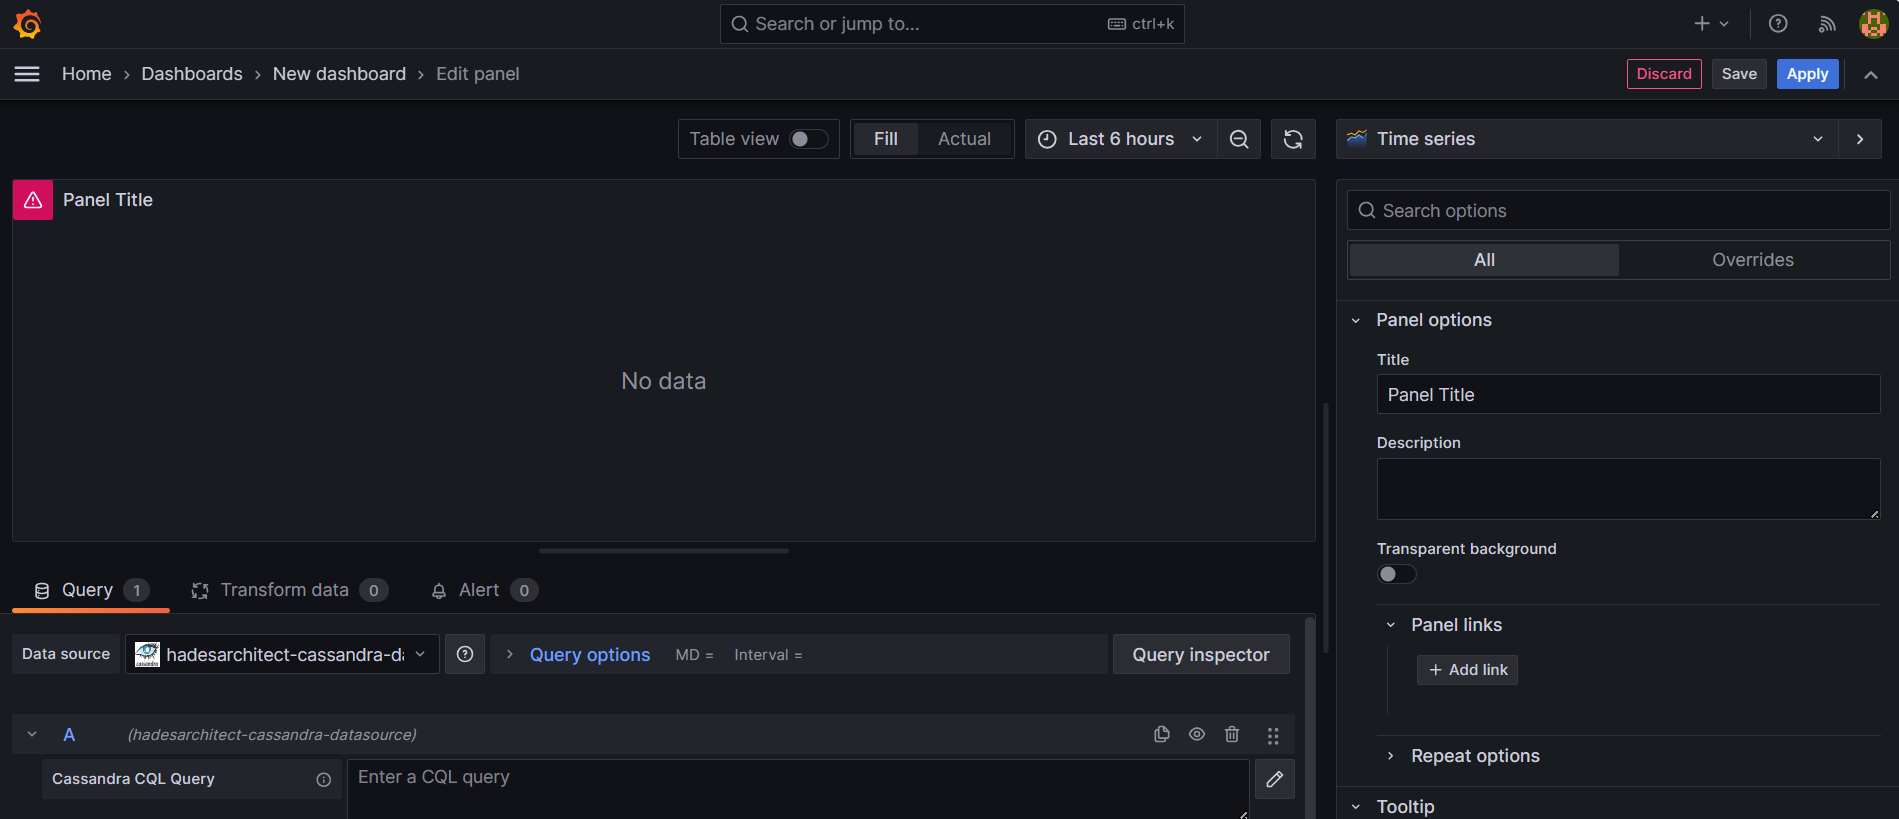 Search or jump to...
ctrl+k
Home › Dashboards › New dashboard › Edit panel
Discard
Save
Apply
Table view
Fill
Actual
Last 6 hours
Time series
Panel Title
No data
Search options
All
Overrides
Panel options
Title
Panel Title
Description
Transparent background
Panel links
+ Add link
Repeat options
Tooltip
Query 1
Transform data 0
Alert 0
Data source
cassandra
hadesarchitect-cassandra-da
Query options
MD =
Interval =
Query inspector
A
(hadesarchitect-cassandra-datasource)
Cassandra CQL Query
Enter a CQL query